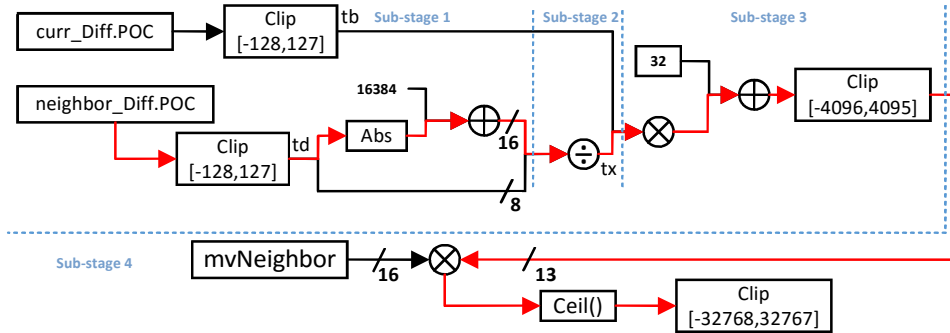 curr_Diff.POC
Clip
[-128,127]
tb
Sub-stage 1
Sub-stage 2
Sub-stage 3
neighbor_Diff.POC
Clip
[-128,127]
td
16384
Abs
16
8
÷
tx
32
Clip
[-4096,4095]
Sub-stage 4
mvNeighbor
16
13
Ceil()
Clip
[-32768,32767]